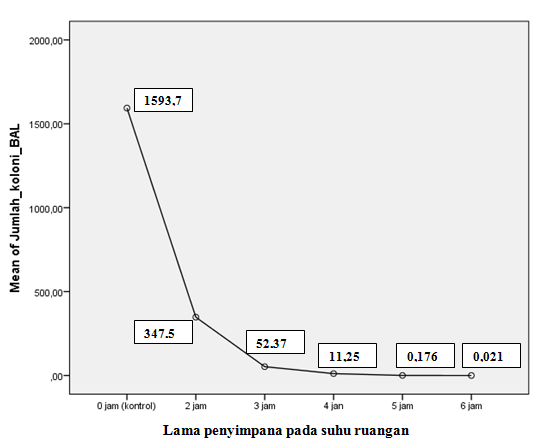 2000,00
1500,00
1000,00
500,00
,00
Mean of Jumlah_koloni_BAL
1593,7
347.5
52.37
11,25
0,176
0,021
0 jam (kontrol)
2 jam
3 jam
4 jan
5 jam
6 jam
Lama penyimpana pada suhu ruangan